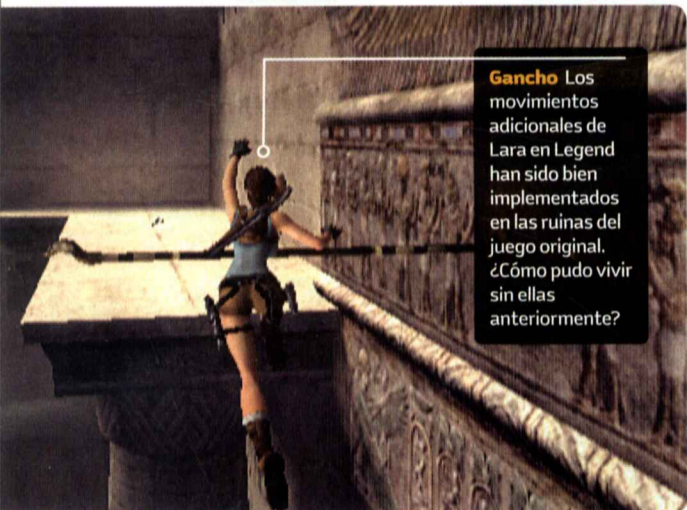 Gancho Los
movimientos
adicionales de
Lara en Legend
han sido bien
implementados
en las ruinas del
juego original.
¿Cómo pudo vivir
sin ellas
anteriormente?